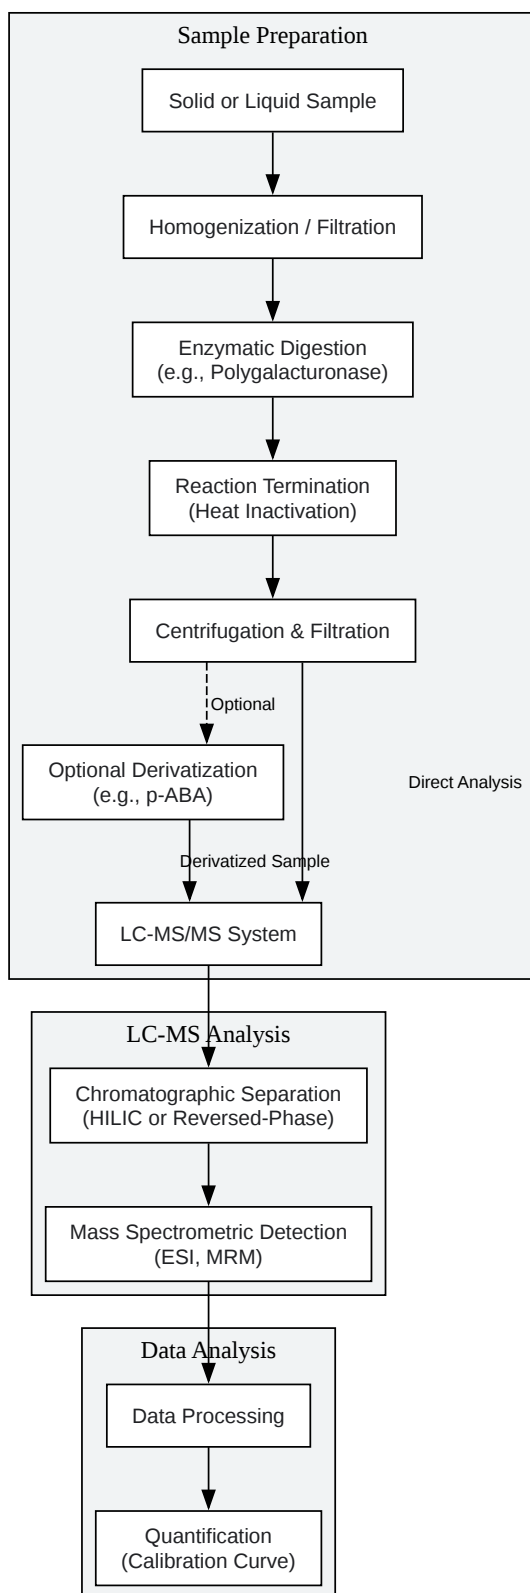 Sample Preparation
Solid or Liquid Sample
Homogenization / Filtration
Enzymatic Digestion
(e.g., Polygalacturonase)
Reaction Termination
(Heat Inactivation)
Centrifugation & Filtration
Optional
Optional Derivatization
(e.g., p-ABA)
Direct Analysis
Derivatized Sample
LC-MS/MS System
LC-MS Analysis
Chromatographic Separation
(HILIC or Reversed-Phase)
Mass Spectrometric Detection
(ESI, MRM)
Data Analysis
Data Processing
Quantification
(Calibration Curve)